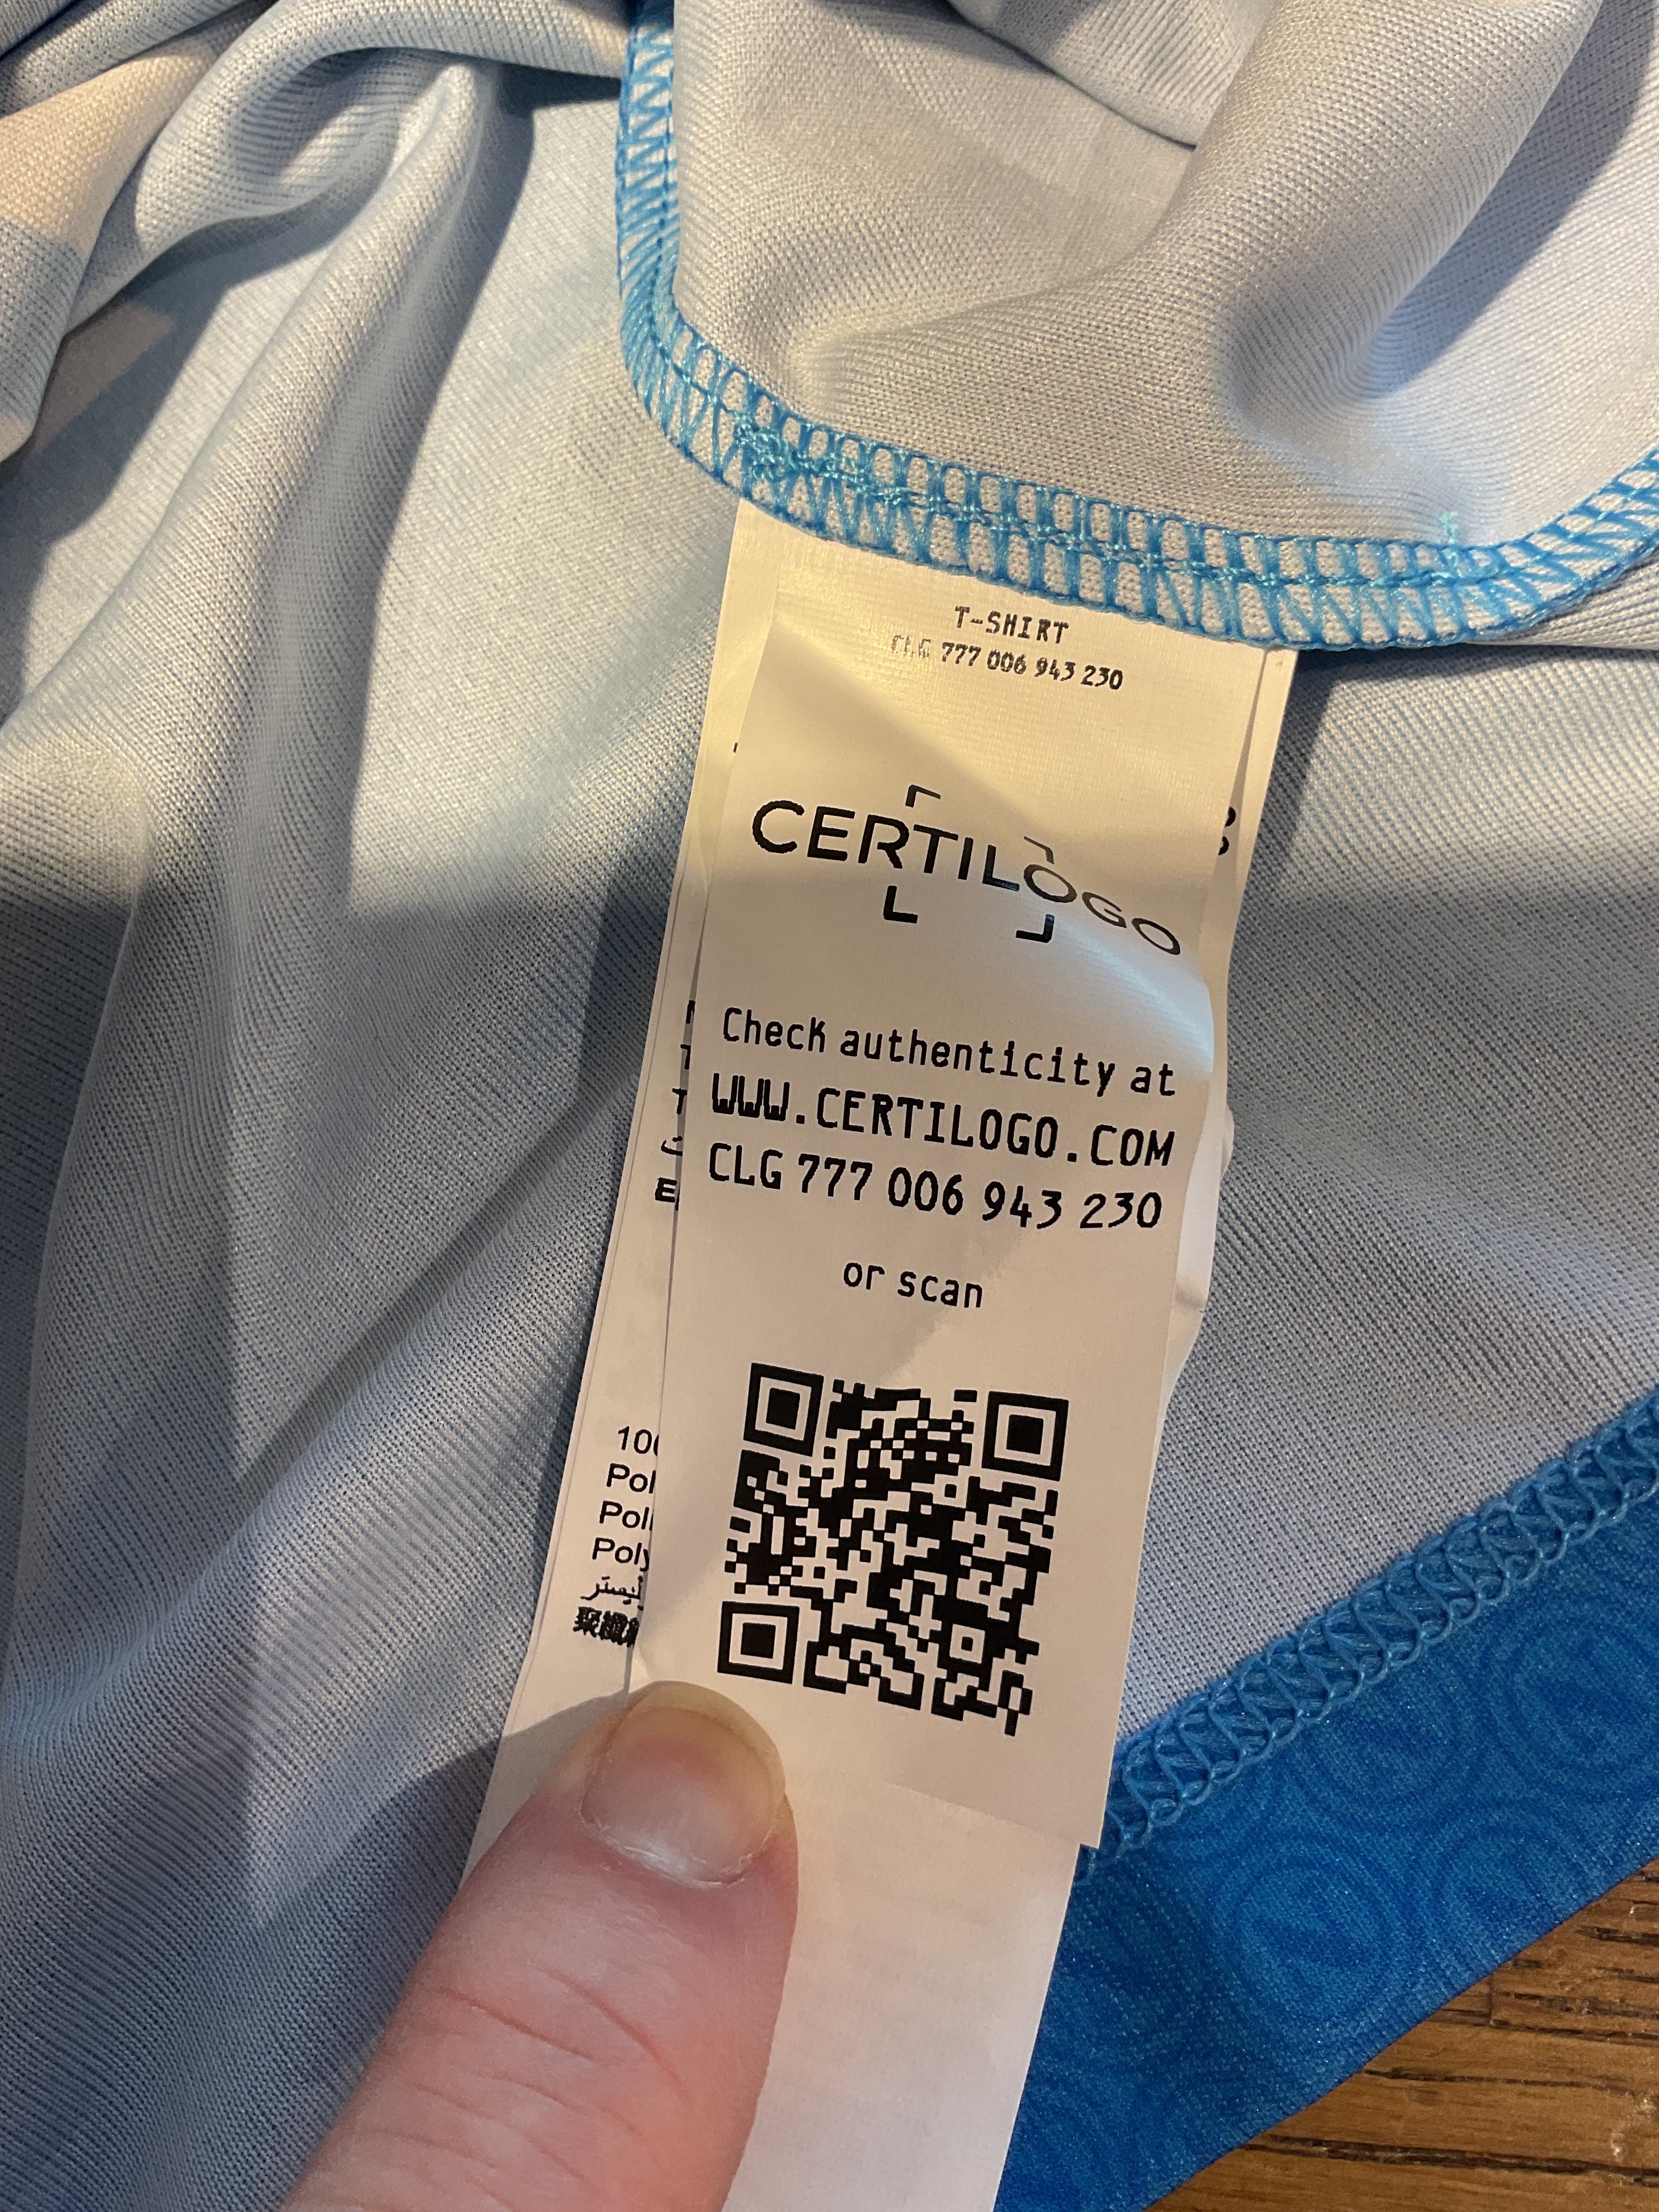 T-SHIRT
CLG 777 006 943 230
CERTILOGO
Check authenticity at
WWW.CERTILOGO.COM
CLG 777 006 943 230
or scan